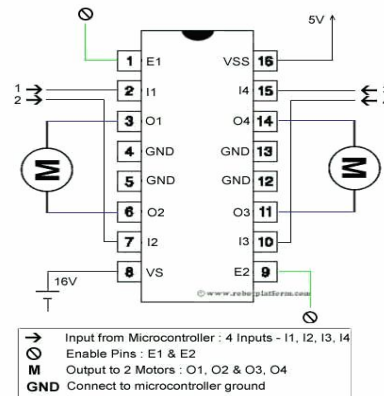 5V
1 E1 VSS 16
1 2 I1 I4 15
2
3 O1 O4 14
4 GND GND 13
M M
5 GND GND 12
6 O2 O3 11
7 I2 I3 10
16V 8 VS E2 9
© www.robotplatform.com
Input from Microcontroller : 4 Inputs - I1, I2, I3, I4
Enable Pins : E1 & E2
M Output to 2 Motors : O1, O2 & O3, O4
GND Connect to microcontroller ground